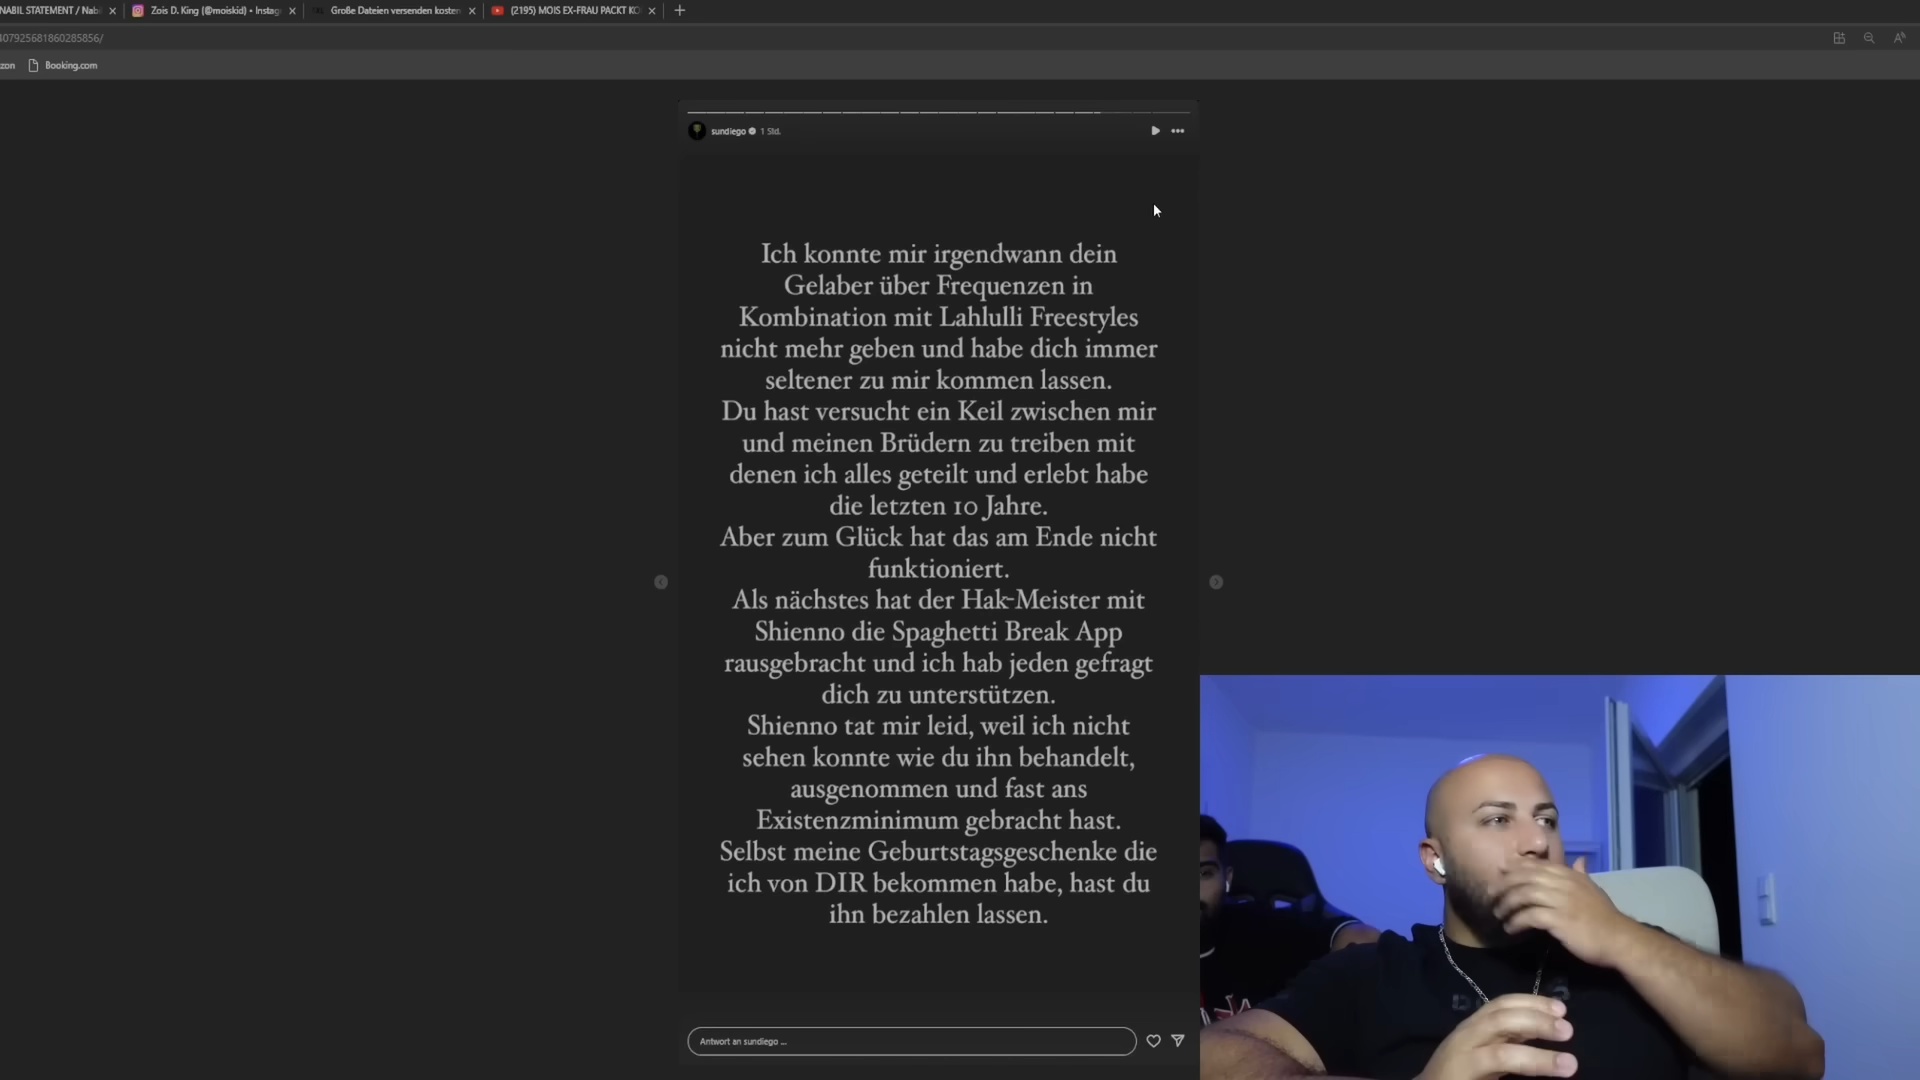 NABIL STATEMENT / Nabi
Zois D. King (@moiskid) • Instag
Große Dateien versenden kosten
(2195) MOIS EX-FRAU PACKT KO
407925681860285856/
zon
Booking.com
sundiego 1 Std.
Ich konnte mir irgendwann dein
Gelaber über Frequenzen in
Kombination mit Lahlulli Freestyles
nicht mehr geben und habe dich immer
seltener zu mir kommen lassen.
Du hast versucht ein Keil zwischen mir
und meinen Brüdern zu treiben mit
denen ich alles geteilt und erlebt habe
die letzten 10 Jahre.
Aber zum Glück hat das am Ende nicht
funktioniert.
Als nächstes hat der Hak-Meister mit
Shienno die Spaghetti Break App
rausgebracht und ich hab jeden gefragt
dich zu unterstützen.
Shienno tat mir leid, weil ich nicht
sehen konnte wie du ihn behandelt,
ausgenommen und fast ans
Existenzminimum gebracht hast.
Selbst meine Geburtstagsgeschenke die
ich von DIR bekommen habe, hast du
ihn bezahlen lassen.
Antwort an sundiego ...